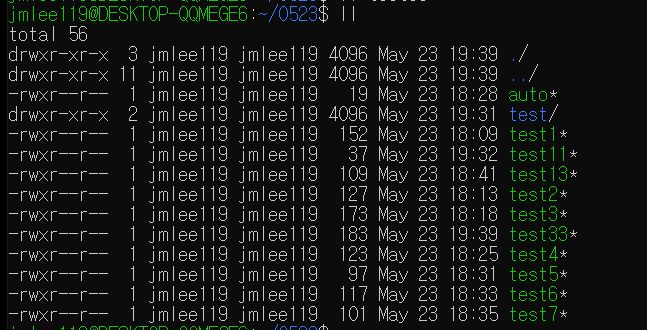 jmlee119@DESKTOP-QQMEGE6:~/0523$ ll
total 56
drwxr-xr-x 3 jmlee119 jmlee119 4096 May 23 19:39 ./
drwxr-xr-x 11 jmlee119 jmlee119 4096 May 23 19:39 ../
-rwxr--r-- 1 jmlee119 jmlee119 19 May 23 18:28 auto*
drwxr-xr-x 2 jmlee119 jmlee119 4096 May 23 19:31 test/
-rwxr--r-- 1 jmlee119 jmlee119 152 May 23 18:09 test1*
-rwxr--r-- 1 jmlee119 jmlee119 37 May 23 19:32 test11*
-rwxr--r-- 1 jmlee119 jmlee119 109 May 23 18:41 test13*
-rwxr--r-- 1 jmlee119 jmlee119 127 May 23 18:13 test2*
-rwxr--r-- 1 jmlee119 jmlee119 173 May 23 18:18 test3*
-rwxr--r-- 1 jmlee119 jmlee119 183 May 23 19:39 test33*
-rwxr--r-- 1 jmlee119 jmlee119 123 May 23 18:25 test4*
-rwxr--r-- 1 jmlee119 jmlee119 97 May 23 18:31 test5*
-rwxr--r-- 1 jmlee119 jmlee119 117 May 23 18:33 test6*
-rwxr--r-- 1 jmlee119 jmlee119 101 May 23 18:35 test7*